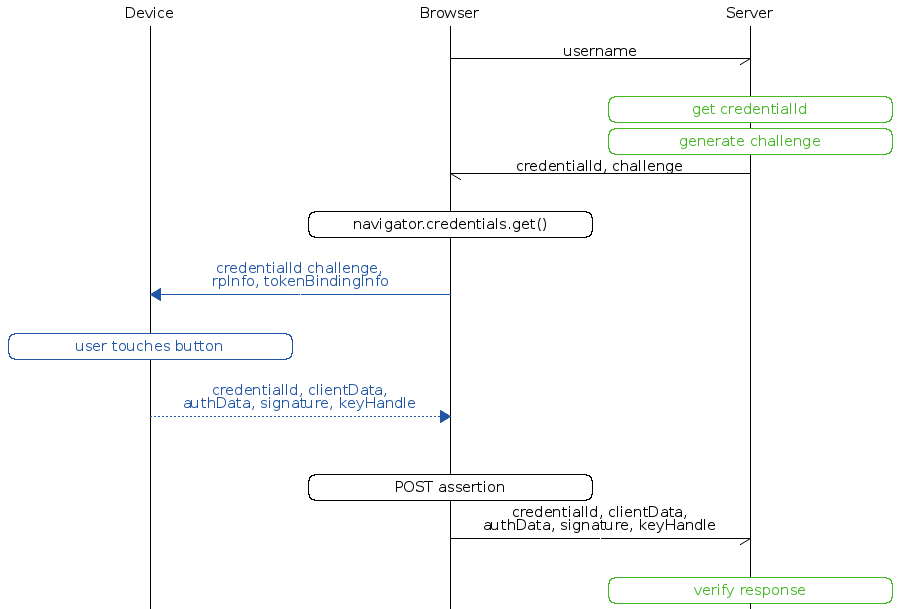 Device
Browser
Server
username
get credentialId
generate challenge
credentialId, challenge
navigator.credentials.get()
credentialId challenge,
rpInfo, tokenBindingInfo
user touches button
credentialId, clientData,
authData, signature, keyHandle
POST assertion
credentialId, clientData,
authData, signature, keyHandle
verify response